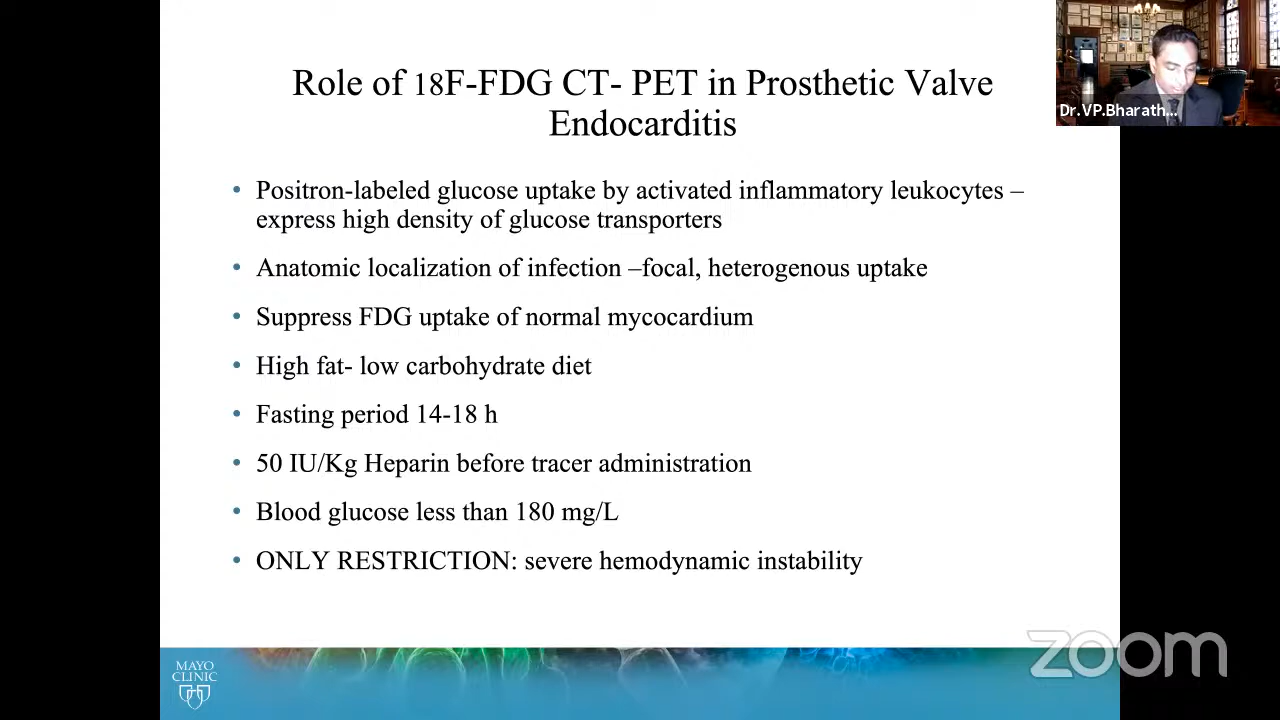 Role of 18F-FDG CT- PET in Prosthetic Valve
Endocarditis
• Positron-labeled glucose uptake by activated inflammatory leukocytes –
express high density of glucose transporters
• Anatomic localization of infection –focal, heterogenous uptake
• Suppress FDG uptake of normal mycocardium
• High fat- low carbohydrate diet
• Fasting period 14-18 h
• 50 IU/Kg Heparin before tracer administration
• Blood glucose less than 180 mg/L
• ONLY RESTRICTION: severe hemodynamic instability
Dr.VP.Bharath...
MAYO
CLINIC
zoom